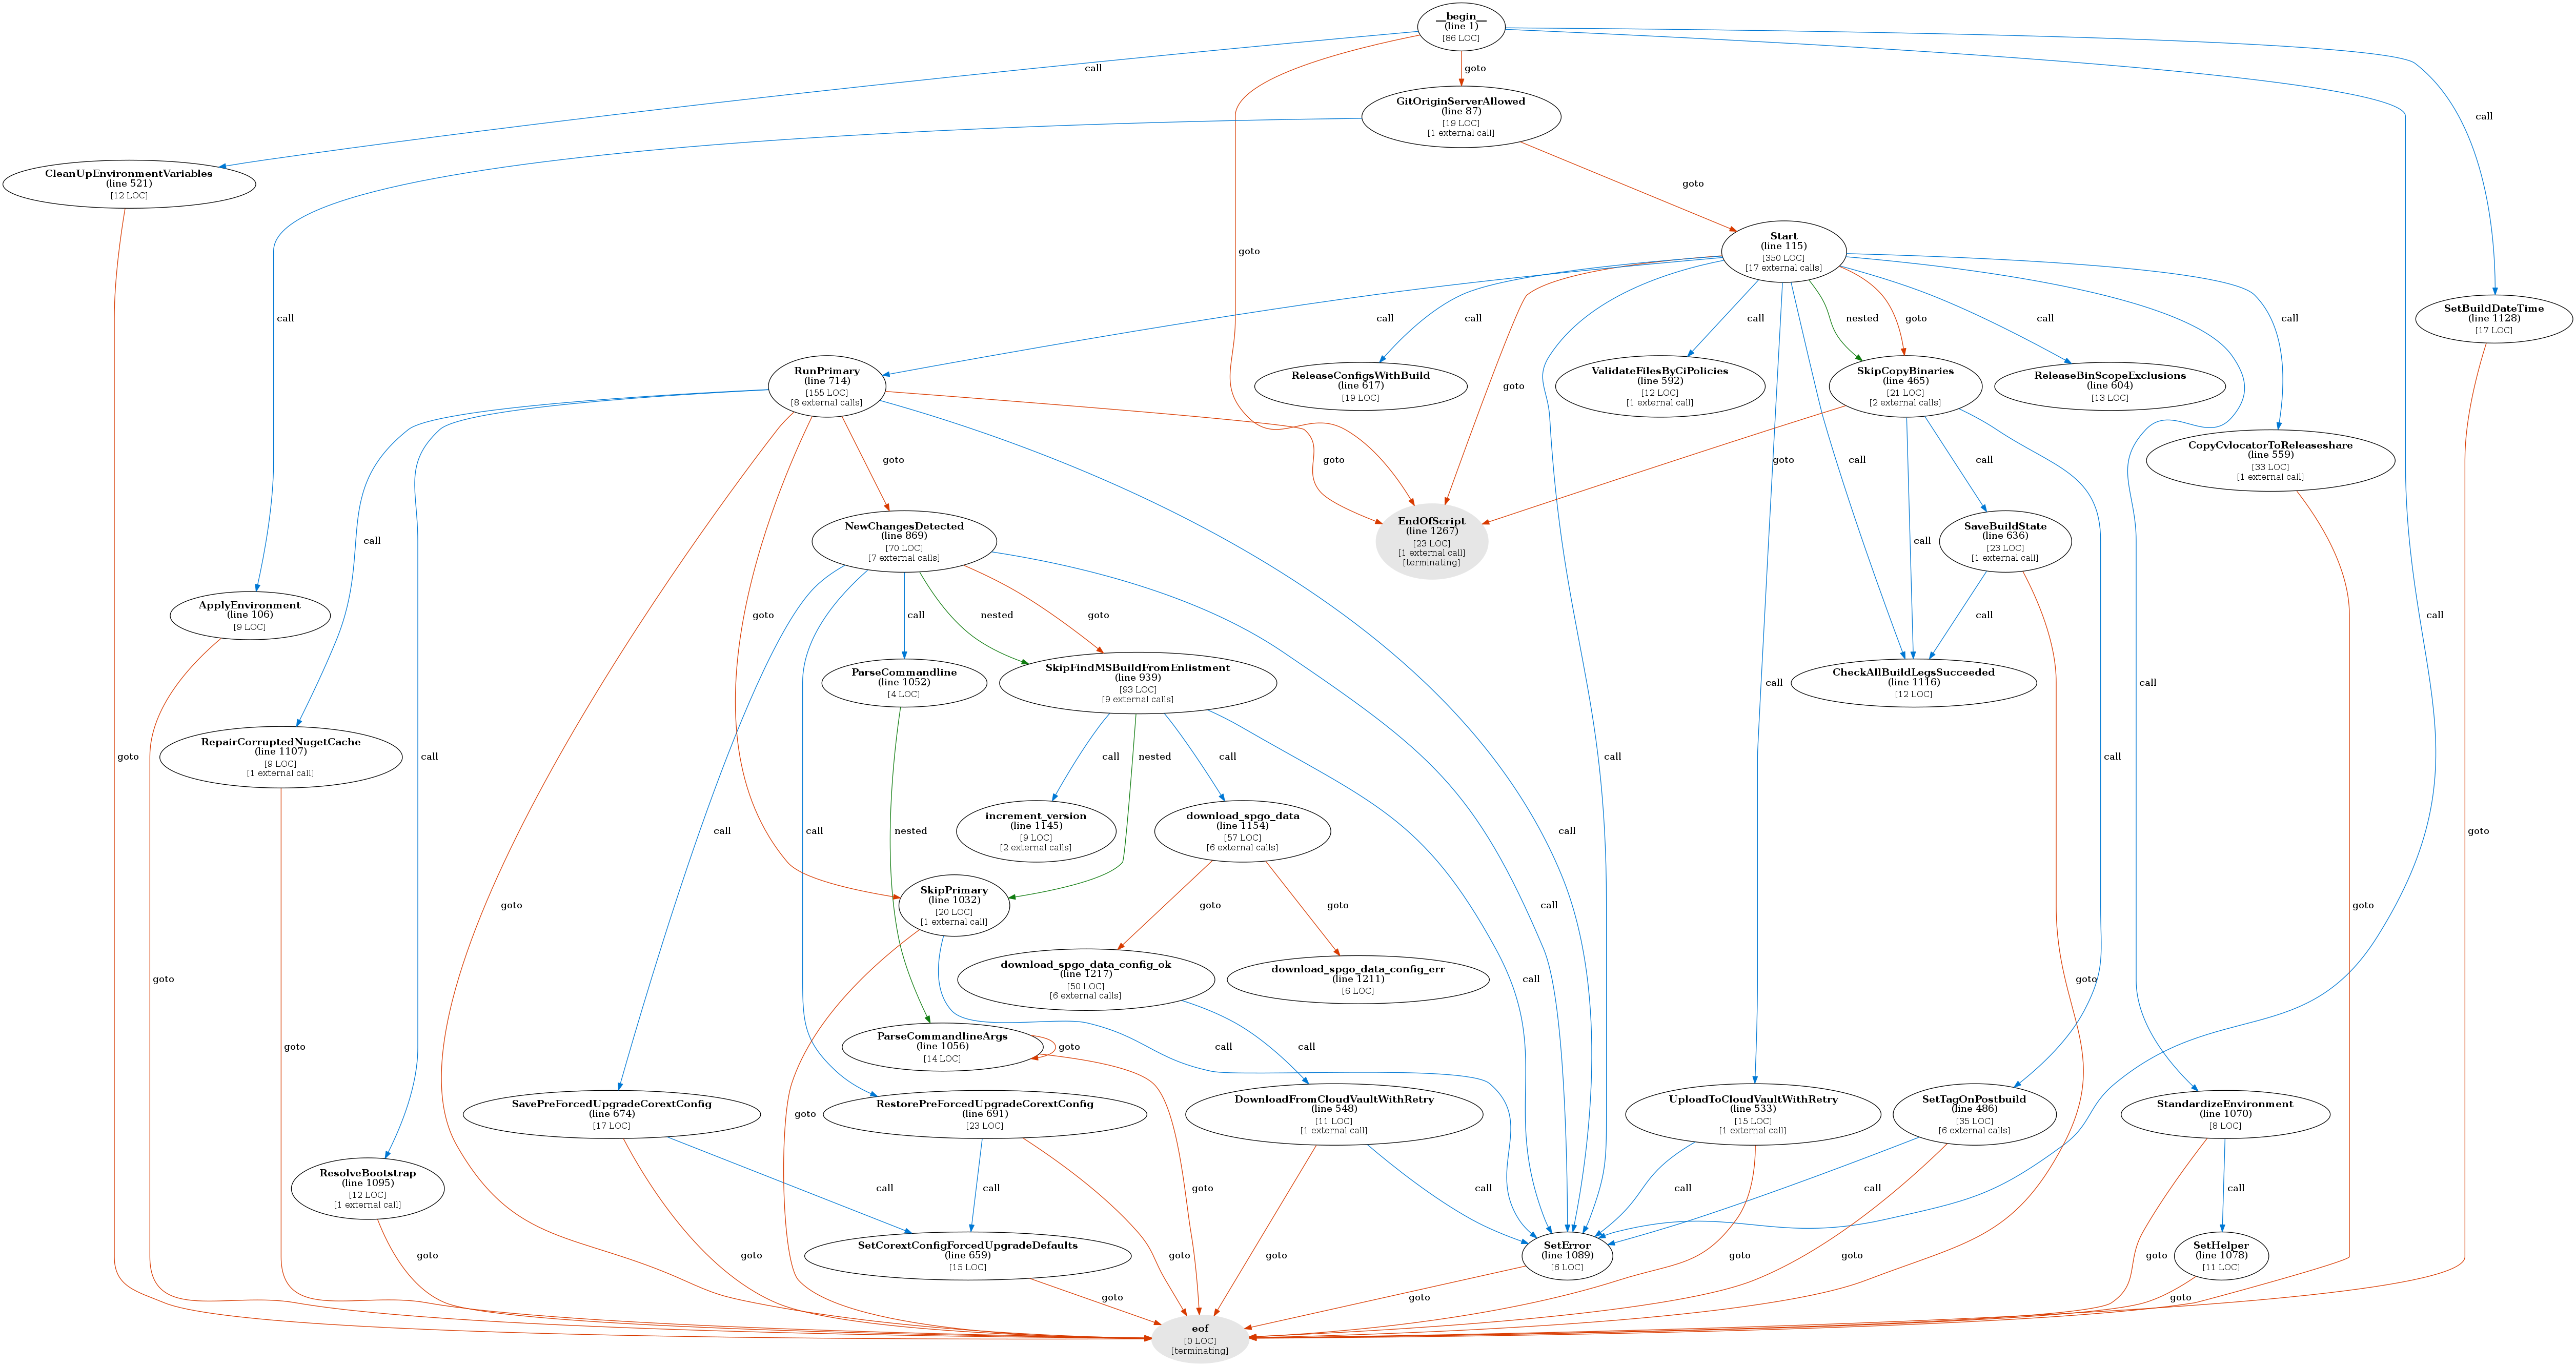 __begin__
(line 1)
[86 LOC]
call
goto
GitOriginServerAllowed
(line 87)
[19 LOC]
[1 external call]
call
CleanUpEnvironmentVariables
(line 521)
[12 LOC]
goto
Start
(line 115)
[350 LOC]
[17 external calls]
goto
call
call
call
goto
call
nested
goto
call
call
SetBuildDateTime
(line 1128)
[17 LOC]
RunPrimary
(line 714)
[155 LOC]
[8 external calls]
ReleaseConfigsWithBuild
(line 617)
[19 LOC]
ValidateFilesByCiPolicies
(line 592)
[12 LOC]
[1 external call]
SkipCopyBinaries
(line 465)
[21 LOC]
[2 external calls]
ReleaseBinScopeExclusions
(line 604)
[13 LOC]
goto
goto
goto
call
call
CopyCvlocatorToReleaseshare
(line 559)
[33 LOC]
[1 external call]
call
NewChangesDetected
(line 869)
[70 LOC]
[7 external calls]
EndOfScript
(line 1267)
[23 LOC]
[1 external call]
[terminating]
call
SaveBuildState
(line 636)
[23 LOC]
[1 external call]
ApplyEnvironment
(line 106)
[9 LOC]
goto
call
nested
goto
call
call
ParseCommandline
(line 1052)
[4 LOC]
SkipFindMSBuildFromEnlistment
(line 939)
[93 LOC]
[9 external calls]
call
CheckAllBuildLegsSucceeded
(line 1116)
[12 LOC]
call
goto
RepairCorruptedNugetCache
(line 1107)
[9 LOC]
[1 external call]
call
call
nested
call
call
call
call
call
nested
increment_version
(line 1145)
[9 LOC]
[2 external calls]
download_spgo_data
(line 1154)
[57 LOC]
[6 external calls]
call
goto
goto
SkipPrimary
(line 1032)
[20 LOC]
[1 external call]
goto
goto
call
goto
goto
download_spgo_data_config_ok
(line 1217)
[50 LOC]
[6 external calls]
download_spgo_data_config_err
(line 1211)
[6 LOC]
call
goto
goto
ParseCommandlineArgs
(line 1056)
[14 LOC]
goto
call
call
SavePreForcedUpgradeCorextConfig
(line 674)
[17 LOC]
goto
RestorePreForcedUpgradeCorextConfig
(line 691)
[23 LOC]
DownloadFromCloudVaultWithRetry
(line 548)
[11 LOC]
[1 external call]
UploadToCloudVaultWithRetry
(line 533)
[15 LOC]
[1 external call]
SetTagOnPostbuild
(line 486)
[35 LOC]
[6 external calls]
StandardizeEnvironment
(line 1070)
[8 LOC]
ResolveBootstrap
(line 1095)
[12 LOC]
[1 external call]
call
call
goto
call
call
call
call
goto
goto
SetCorextConfigForcedUpgradeDefaults
(line 659)
[15 LOC]
goto
goto
SetError
(line 1089)
[6 LOC]
goto
goto
goto
SetHelper
(line 1078)
[11 LOC]
goto
goto
goto
eof
[0 LOC]
[terminating]